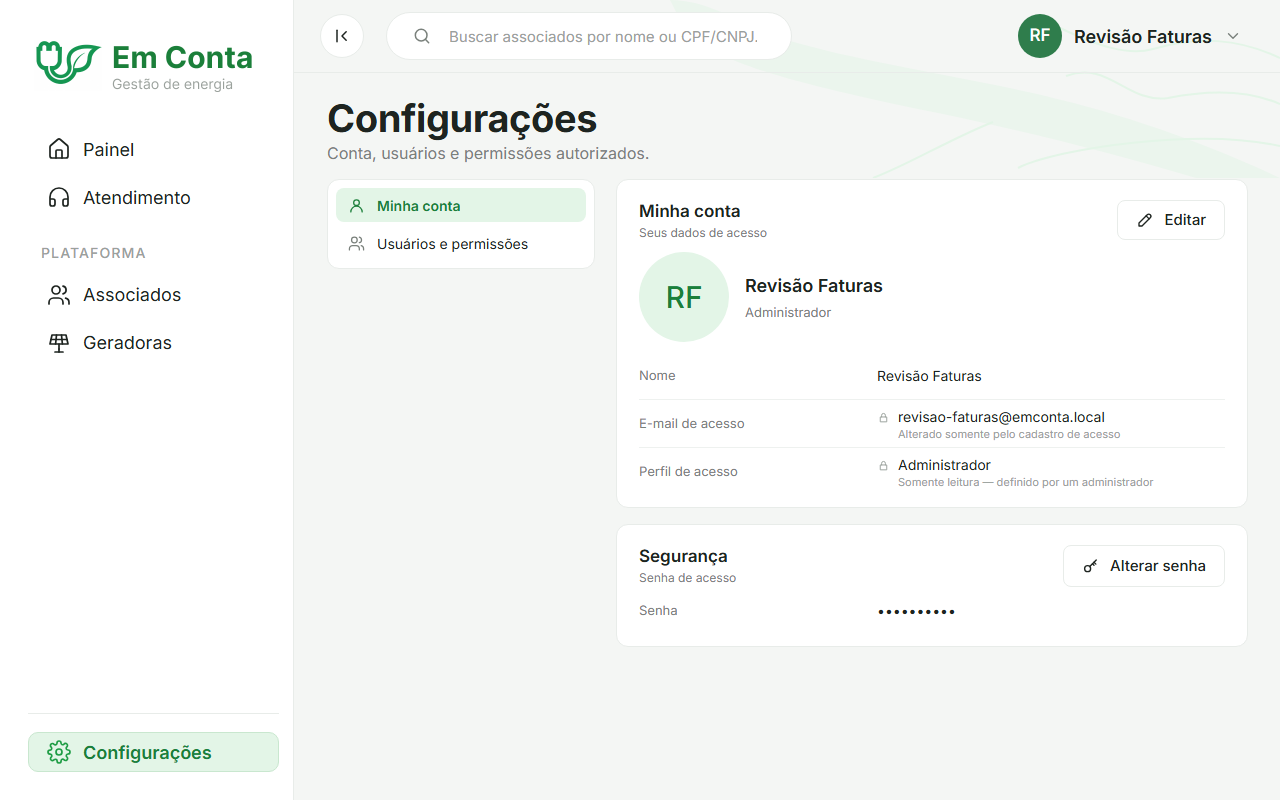 Em Conta
Gestão de energia
Painel
Atendimento
PLATAFORMA
Associados
Geradoras
Configurações
Buscar associados por nome ou CPF/CNPJ.
RF
Revisão Faturas
Configurações
Conta, usuários e permissões autorizados.
Minha conta
Usuários e permissões
Minha conta
Seus dados de acesso
Editar
RF
Revisão Faturas
Administrador
Nome
Revisão Faturas
E-mail de acesso
revisao-faturas@emconta.local
Alterado somente pelo cadastro de acesso
Perfil de acesso
Administrador
Somente leitura — definido por um administrador
Segurança
Senha de acesso
Alterar senha
Senha
••••••••••